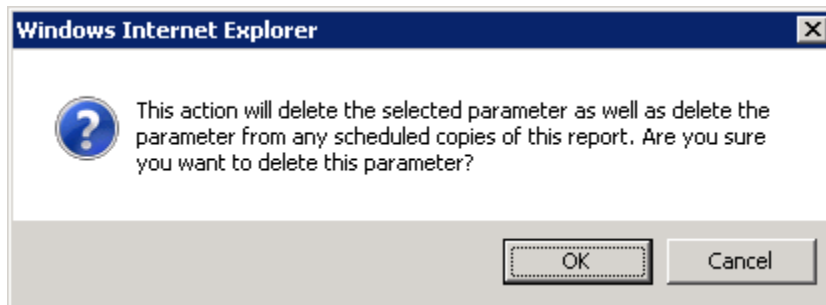 Windows Internet Explorer
This action will delete the selected parameter as well as delete the
parameter from any scheduled copies of this report. Are you sure
you want to delete this parameter?
OK
Cancel